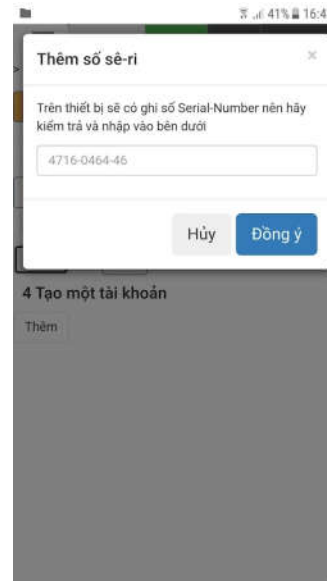 41% 16:4
Thêm số sê-ri ×
Trên thiết bị sẽ có ghi số Serial-Number nên hãy
kiểm trả và nhập vào bên dưới
4716-0464-46
Hủy Đồng ý
4 Tạo một tài khoản
Thêm